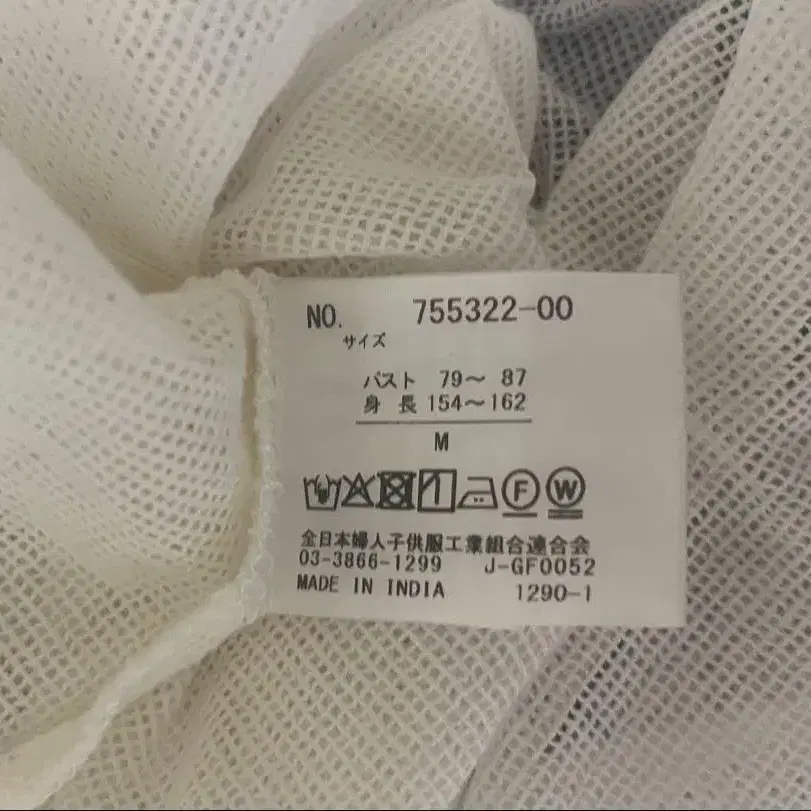 NO. 755322-00
サイズ
バスト 79～ 87
身 長 154～162
M
F W
全日本婦人子供服工業組合連合会
03-3866-1299 J-GF0052
MADE IN INDIA 1290-1